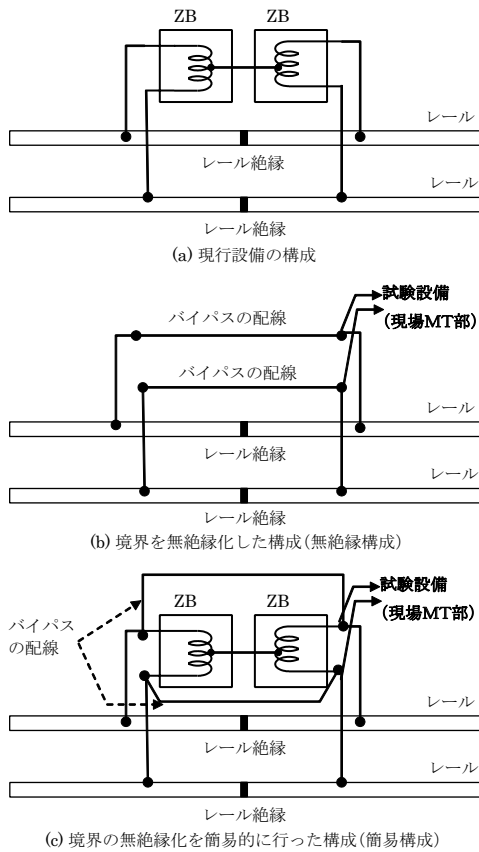 ZB ZB
レール
レール絶縁
レール
レール絶縁
(a) 現行設備の構成
試験設備
(現場MT部)
バイパスの配線
バイパスの配線
レール
レール絶縁
レール
レール絶縁
(b) 境界を無絶縁化した構成(無絶縁構成)
ZB ZB
試験設備
(現場MT部)
バイパス
の配線
レール
レール絶縁
レール
レール絶縁
(c) 境界の無絶縁化を簡易的に行った構成(簡易構成)